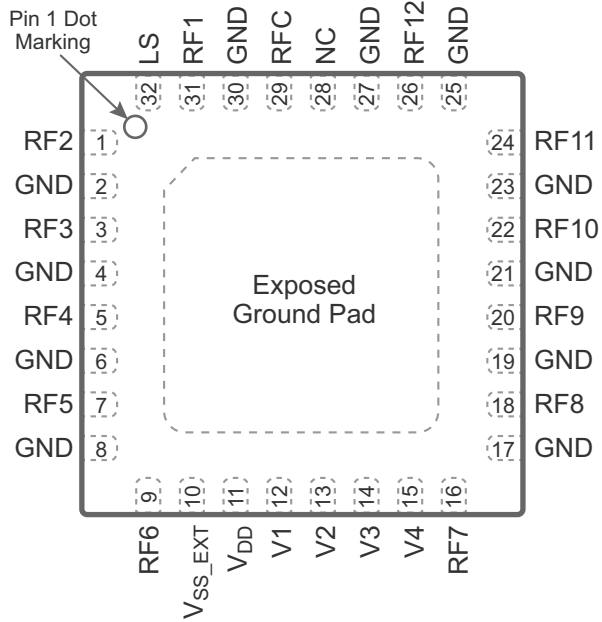 Pin 1 Dot
Marking
LS
RF1
GND
RFC
NC
GND
RF12
GND
32
31
30
29
28
27
26
25
RF2 1
GND 2
RF3 3
GND 4
RF4 5
GND 6
RF5 7
GND 8
Exposed
Ground Pad
24 RF11
23 GND
22 RF10
21 GND
20 RF9
19 GND
18 RF8
17 GND
9
10
11
12
13
14
15
16
RF6
VSS_EXT
VDD
V1
V2
V3
V4
RF7